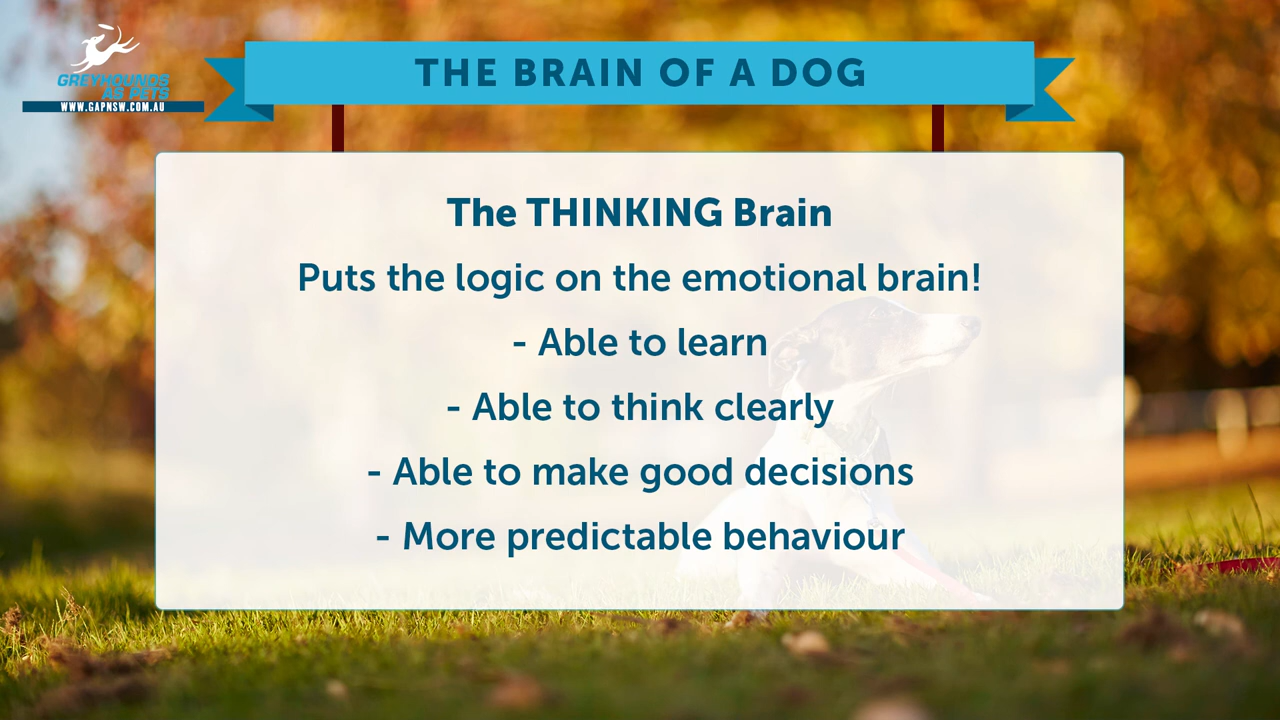 GREYHOUNDS
AS PETS
WWW.GAPNSW.COM.AU
THE BRAIN OF A DOG
The THINKING Brain
Puts the logic on the emotional brain!
- Able to learn
- Able to think clearly
- Able to make good decisions
- More predictable behaviour